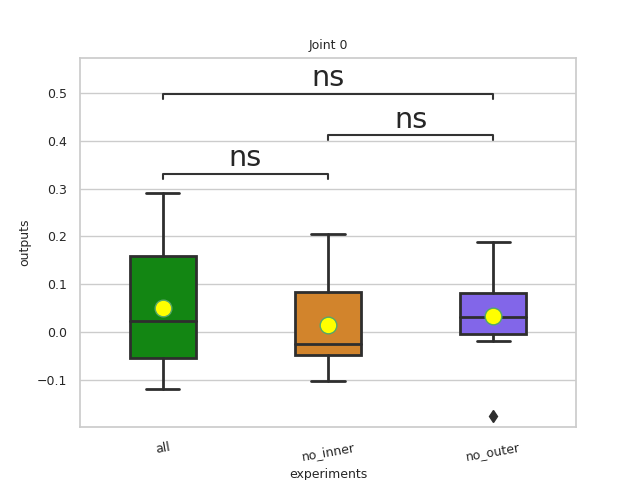 Joint 0
ns
ns
ns
0.5
0.4
0.3
0.2
0.1
0.0
−0.1
outputs
all
no_inner
no_outer
experiments